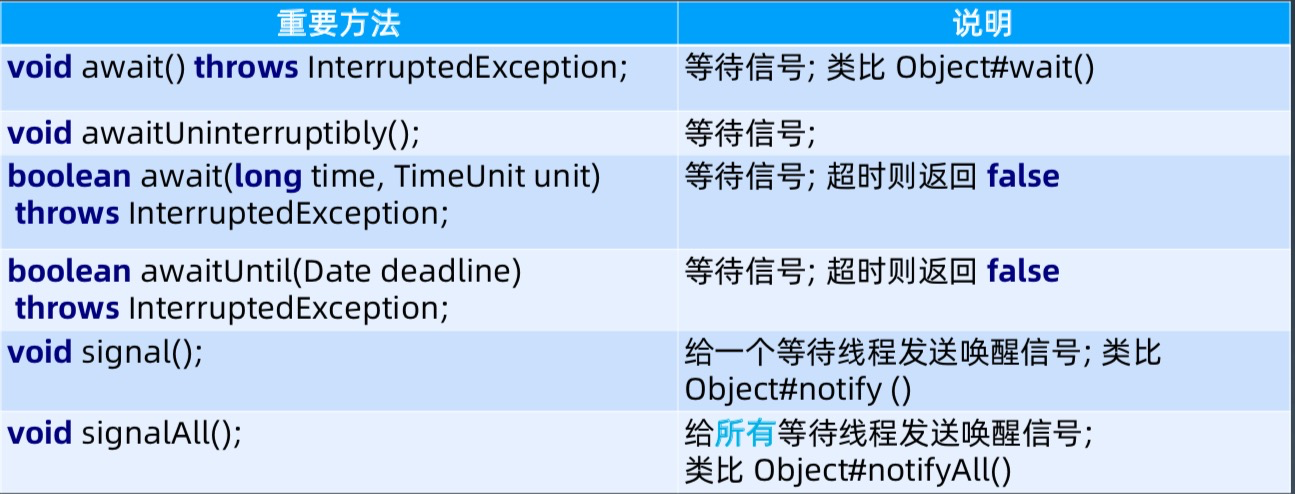 重要方法
说明
void await() throws InterruptedException;
等待信号; 类比 Object#wait()
void awaitUninterruptibly();
等待信号;
boolean await(long time, TimeUnit unit)
throws InterruptedException;
等待信号; 超时则返回 false
boolean awaitUntil(Date deadline)
throws InterruptedException;
等待信号; 超时则返回 false
void signal();
给一个等待线程发送唤醒信号; 类比
Object#notify ()
void signalAll();
给所有等待线程发送唤醒信号;
类比 Object#notifyAll()